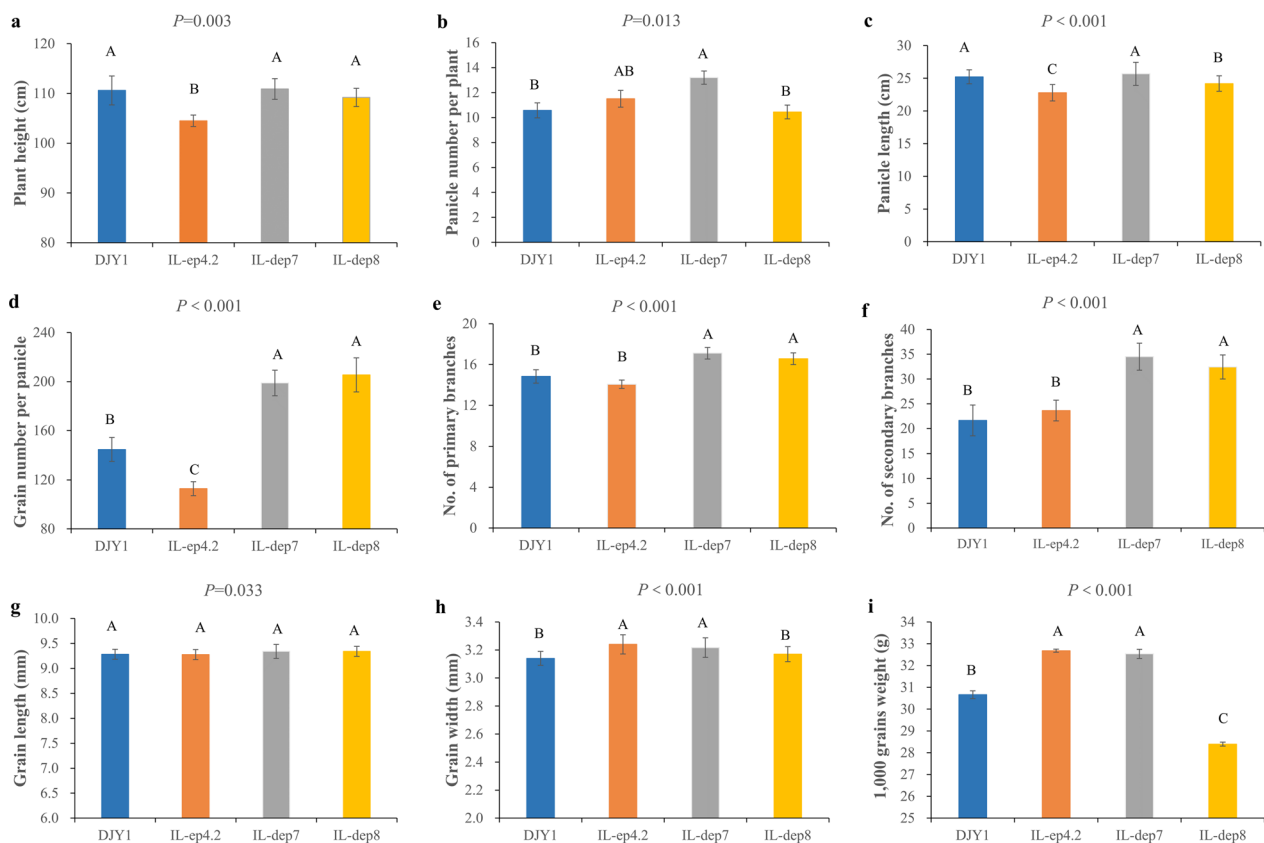 a
P=0.003
Plant height (cm)
120
110
100
90
80
A
B
A
A
DJY1 IL-ep4.2 IL-dep7 IL-dep8
b
P=0.013
Panicle number per plant
16
14
12
10
8
6
4
2
0
B
AB
A
B
DJY1 IL-ep4.2 IL-dep7 IL-dep8
c
P < 0.001
Panicle length (cm)
30
25
20
15
10
5
0
A
C
A
B
DJY1 IL-ep4.2 IL-dep7 IL-dep8
d
P < 0.001
Grain number per panicle
240
200
160
120
80
B
C
A
A
DJY1 IL-ep4.2 IL-dep7 IL-dep8
e
P < 0.001
No. of primary branches
20
16
12
8
4
0
B
B
A
A
DJY1 IL-ep4.2 IL-dep7 IL-dep8
f
P < 0.001
No. of secondary branches
40
35
30
25
20
15
10
5
0
B
B
A
A
DJY1 IL-ep4.2 IL-dep7 IL-dep8
g
P=0.033
Grain length (mm)
10.0
9.5
9.0
8.5
8.0
7.5
7.0
6.5
6.0
A
A
A
A
DJY1 IL-ep4.2 IL-dep7 IL-dep8
h
P < 0.001
Grain width (mm)
3.4
3.2
3.0
2.8
2.6
2.4
2.2
2.0
B
A
A
B
DJY1 IL-ep4.2 IL-dep7 IL-dep8
i
P < 0.001
1,000 grains weight (g)
34
33
32
31
30
29
28
27
26
25
B
A
A
C
DJY1 IL-ep4.2 IL-dep7 IL-dep8